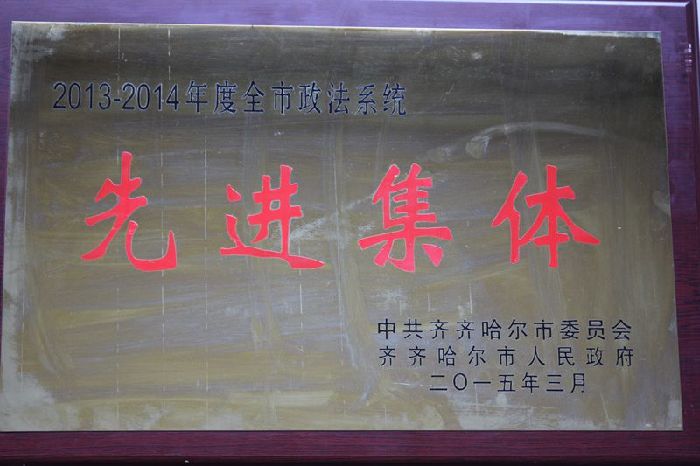 2013-2014年度全市政法系统
先进集体
中共齐齐哈尔市委员会
齐齐哈尔市人民政府
二〇一五年三月